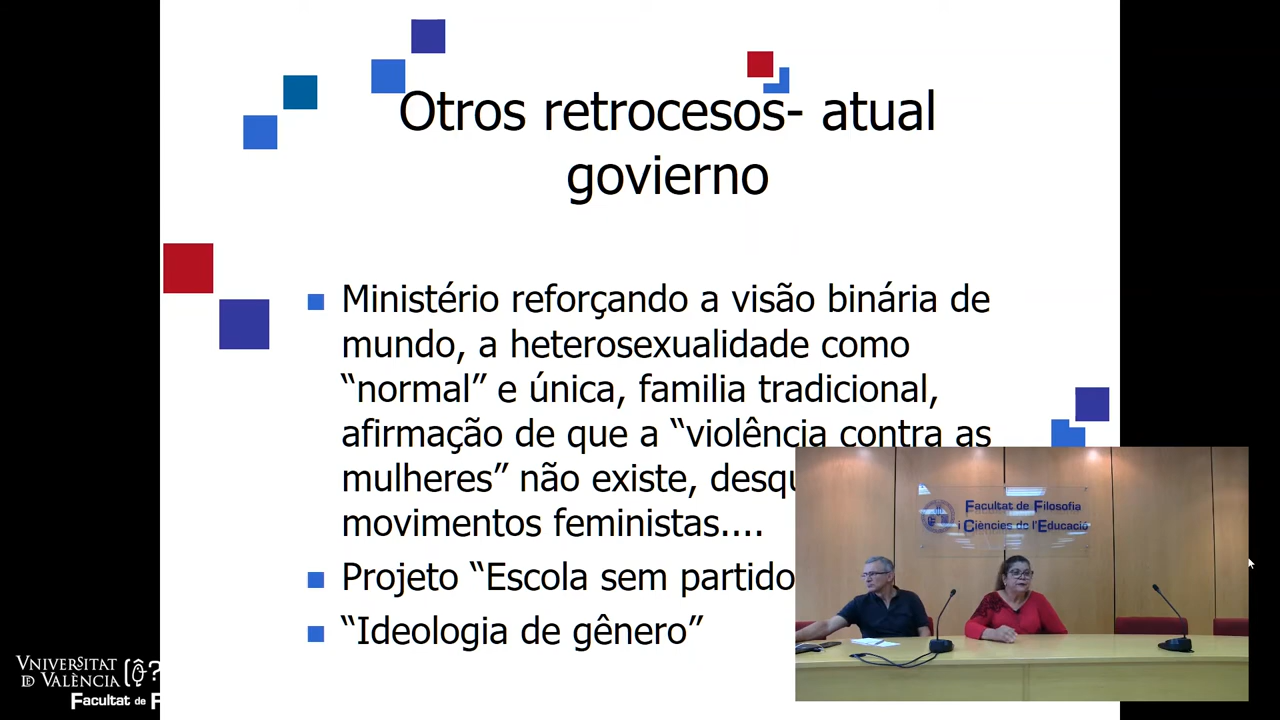 Otros retrocesos- atual
govierno
Ministério reforçando a visão binária de
mundo, a heterosexualidade como
“normal” e única, familia tradicional,
afirmação de que a “violência contra as
mulheres” não existe,
movimentos feministas....
Projeto “Escola sem partido
“Ideologia de gênero”
Facultat de Filosofia
i Ciències de l'Educació
VNIVERSITAT
ID VALÈNCIA
Facultat de F